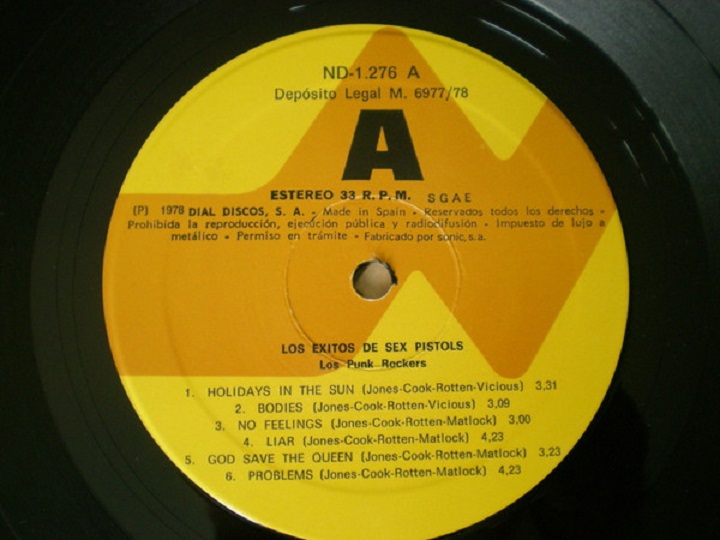 ND-1.276 A
Depósito Legal M. 6977/78
A
ESTEREO 33 R.P.M. SGAE
(P) 1978 DIAL DISCOS, S. A. - Made in Spain - Reservados todos los derechos -
Prohibida la reproducción, ejecución pública y radiodifusión - Impuesto de lujo a
metálico - Permiso en trámite - Fabricado por sonic, s.a.
LOS EXITOS DE SEX PISTOLS
Los Punk Rockers
1. HOLIDAYS IN THE SUN (Jones-Cook-Rotten-Vicious) 3,31
2. BODIES (Jones-Cook-Rotten-Vicious) 3,09
3. NO FEELINGS (Jones-Cook-Rotten-Matlock) 3,00
4. LIAR (Jones-Cook-Rotten-Matlock) 4,23
5. GOD SAVE THE QUEEN (Jones-Cook-Rotten-Matlock) 3,23
6. PROBLEMS (Jones-Cook-Rotten-Matlock) 4,23